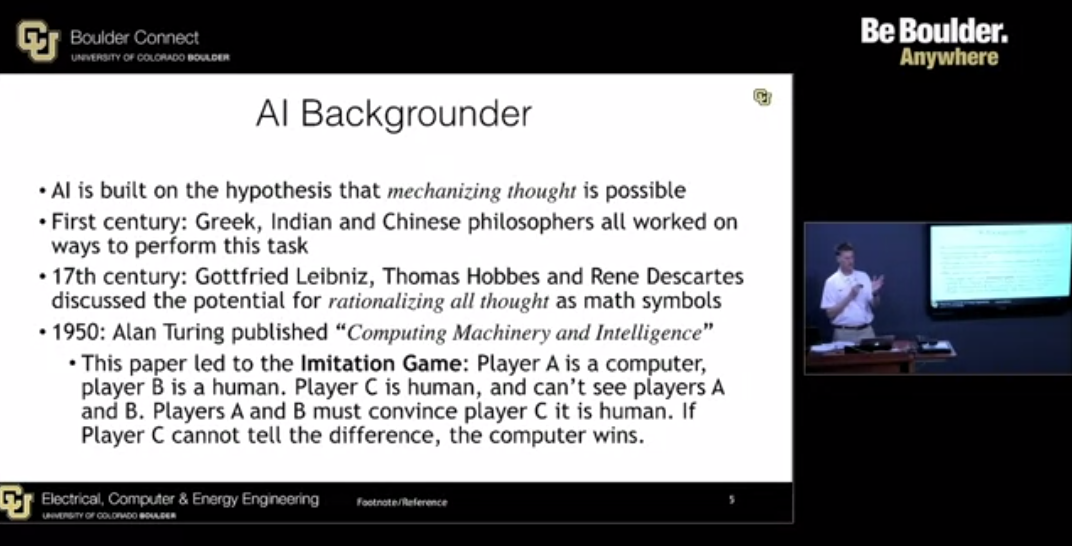 Boulder Connect
UNIVERSITY OF COLORADO BOULDER
Be Boulder.
Anywhere
AI Backgrounder
• AI is built on the hypothesis that mechanizing thought is possible
• First century: Greek, Indian and Chinese philosophers all worked on
ways to perform this task
• 17th century: Gottfried Leibniz, Thomas Hobbes and Rene Descartes
discussed the potential for rationalizing all thought as math symbols
• 1950: Alan Turing published “Computing Machinery and Intelligence”
• This paper led to the Imitation Game: Player A is a computer,
player B is a human. Player C is human, and can’t see players A
and B. Players A and B must convince player C it is human. If
Player C cannot tell the difference, the computer wins.
Electrical, Computer & Energy Engineering
UNIVERSITY OF COLORADO BOULDER
Footnote/Reference
5